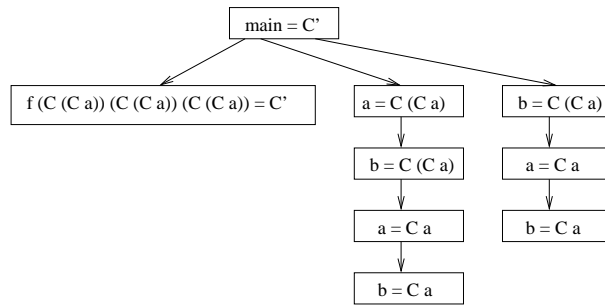 main = C’
f (C (C a)) (C (C a)) (C (C a)) = C’
a = C (C a)
b = C (C a)
b = C (C a)
a = C a
a = C a
b = C a
b = C a